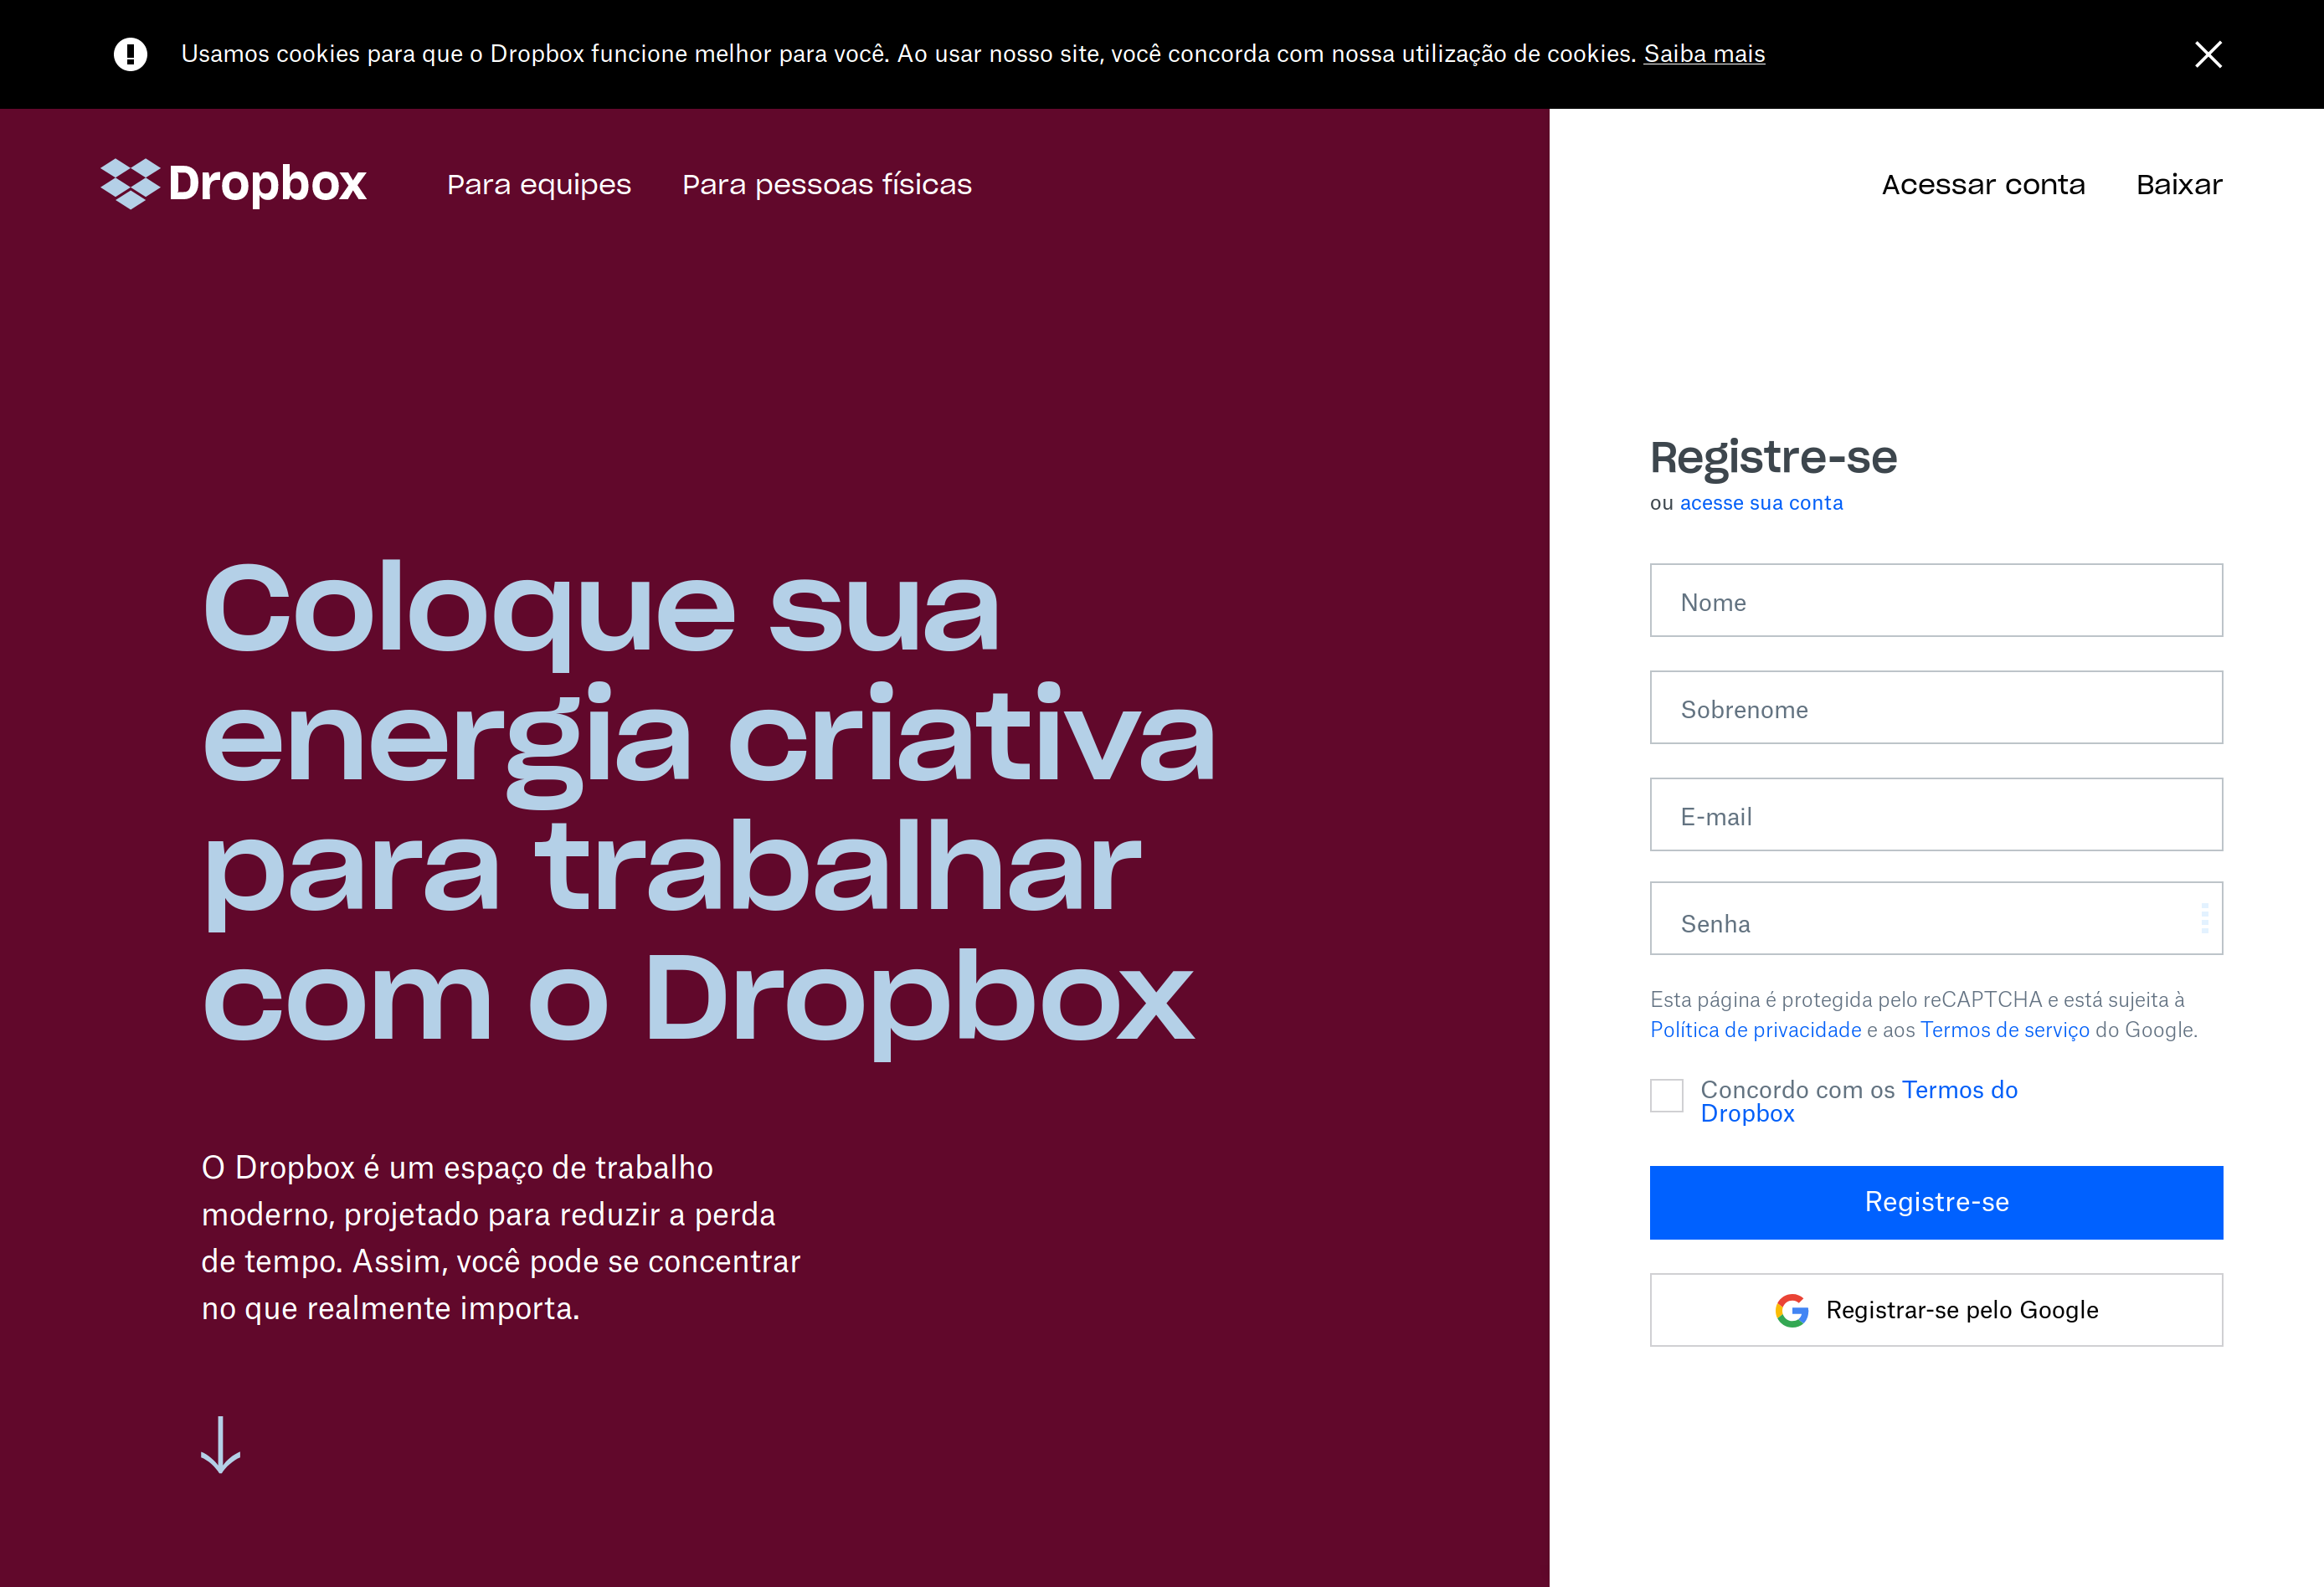 Usamos cookies para que o Dropbox funcione melhor para você. Ao usar nosso site, você concorda com nossa utilização de cookies. Saiba mais
Dropbox
Para equipes
Para pessoas físicas
Acessar conta
Baixar
Coloque sua
energia criativa
para trabalhar
com o Dropbox
O Dropbox é um espaço de trabalho
moderno, projetado para reduzir a perda
de tempo. Assim, você pode se concentrar
no que realmente importa.
Registre-se
ou acesse sua conta
Nome
Sobrenome
E-mail
Senha
Esta página é protegida pelo reCAPTCHA e está sujeita à
Política de privacidade e aos Termos de serviço do Google.
Concordo com os Termos do
Dropbox
Registre-se
Registrar-se pelo Google